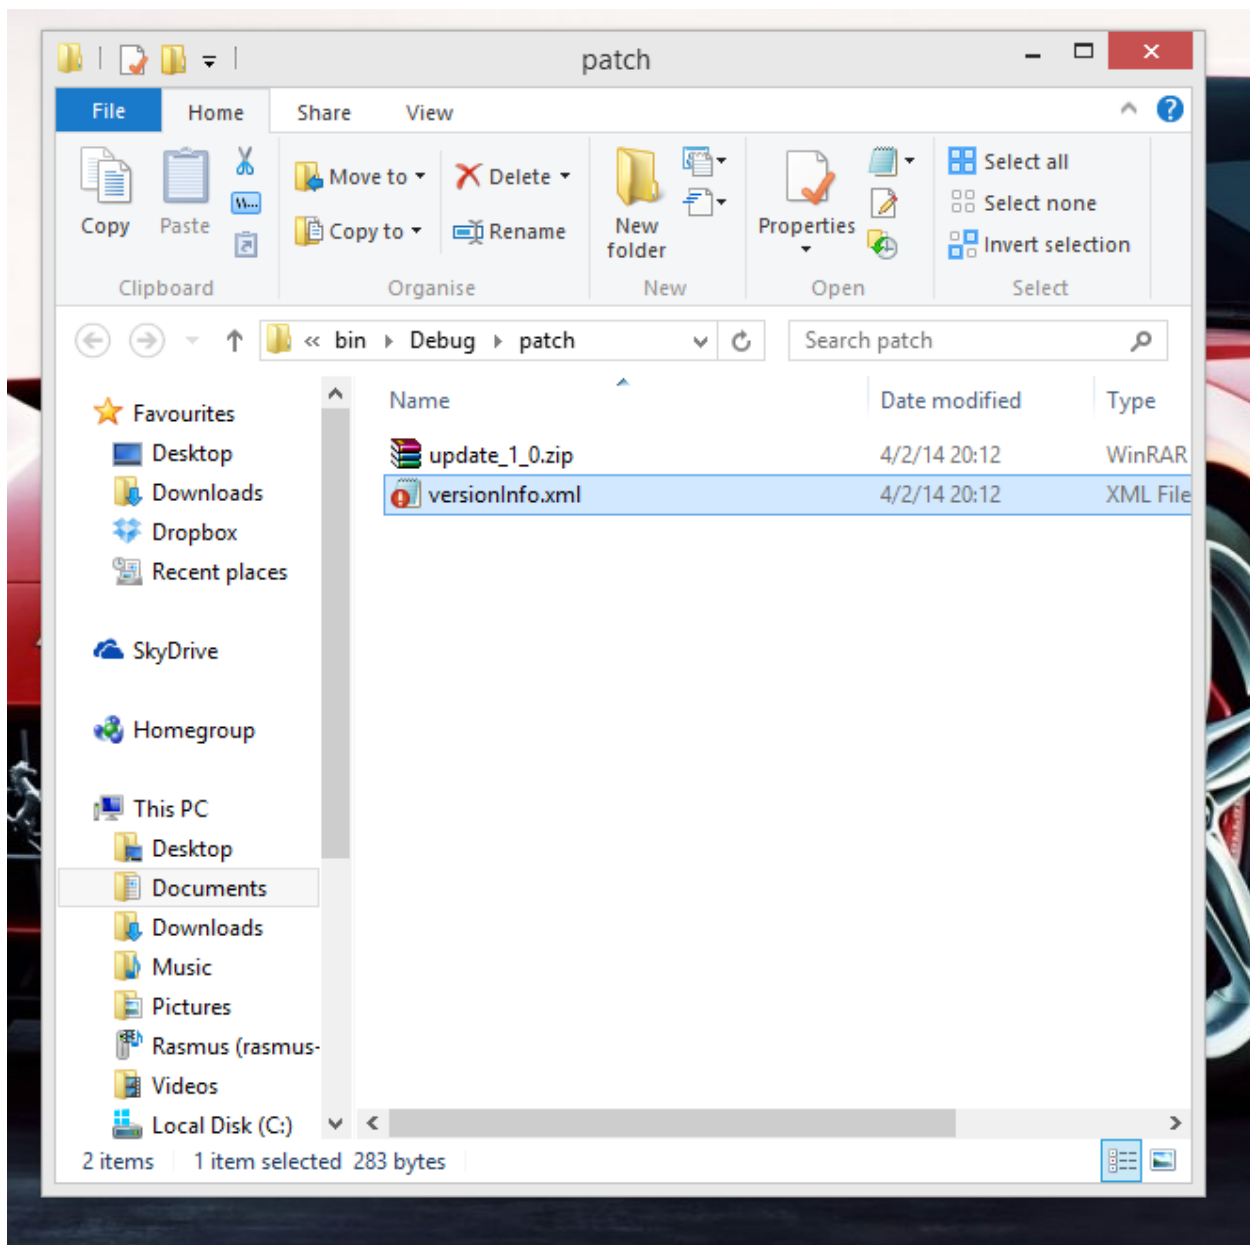 patch
File Home Share View
Copy Paste Move to Copy to Delete Rename New folder Properties Select all Select none Invert selection
Clipboard Organise New Open Select
« bin Debug patch Search patch
Name Date modified Type
update_1_0.zip 4/2/14 20:12 WinRAR
versionInfo.xml 4/2/14 20:12 XML File
Favourites
Desktop
Downloads
Dropbox
Recent places
SkyDrive
Homegroup
This PC
Desktop
Documents
Downloads
Music
Pictures
Rasmus (rasmus-
Videos
Local Disk (C:)
2 items 1 item selected 283 bytes